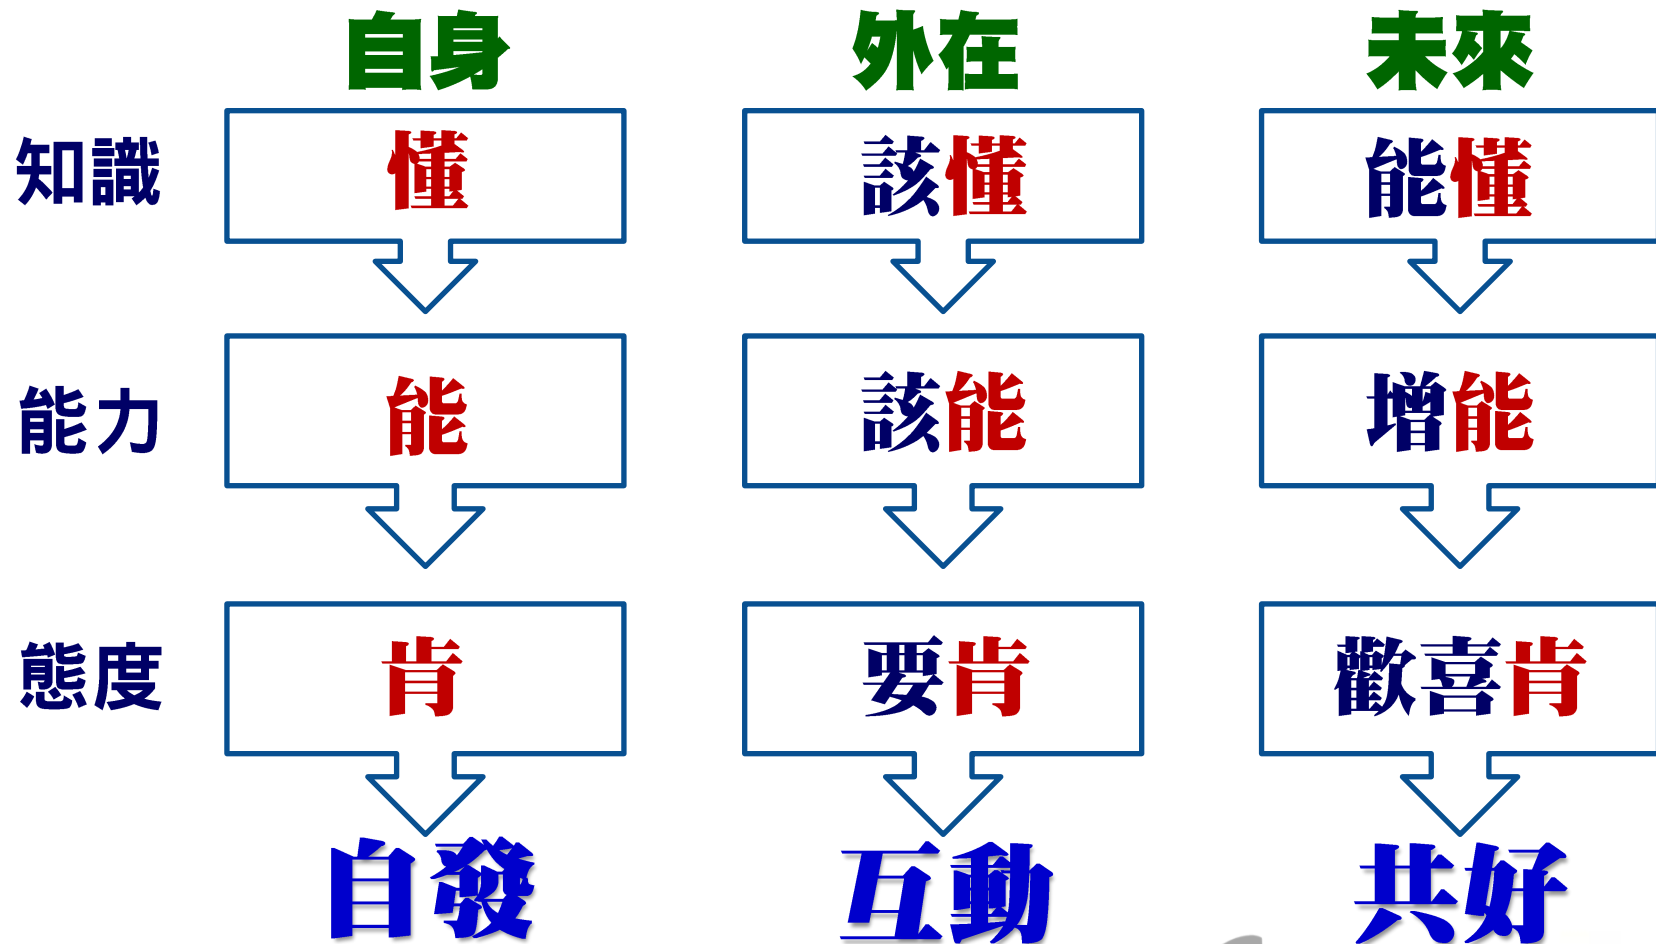 自身 外在 未來
知識 懂 該懂 能懂
能力 能 該能 增能
態度 肯 要肯 歡喜肯
自發 互動 共好